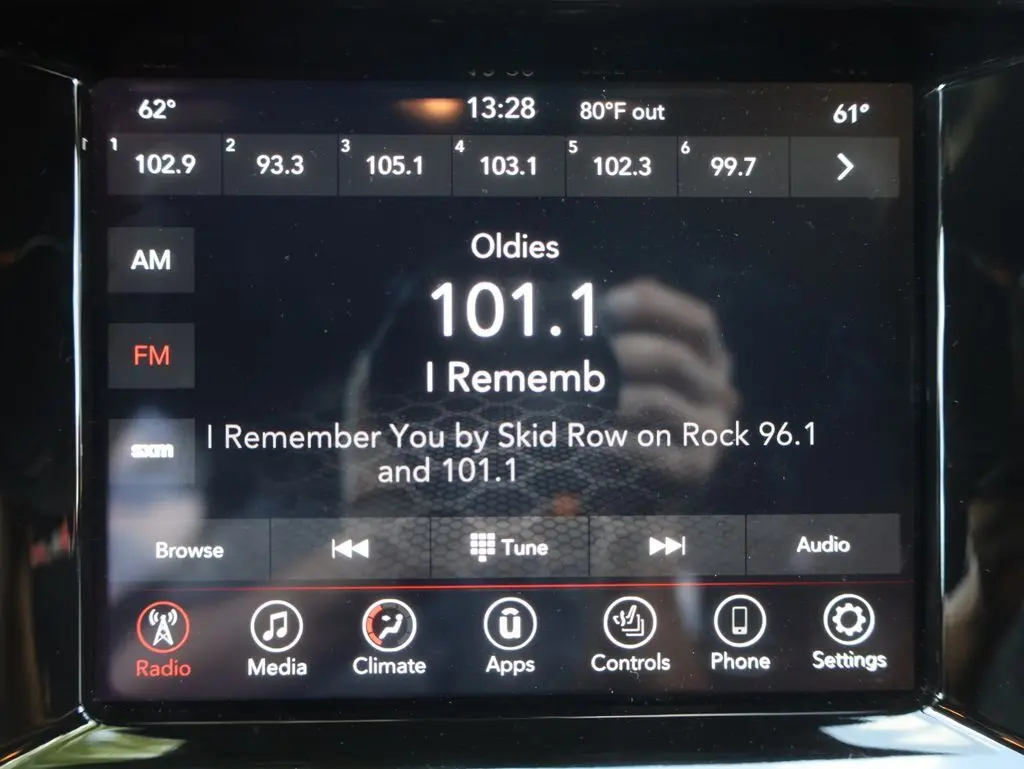 62° 13:28 80°F out 61°
1 102.9 2 93.3 3 105.1 4 103.1 5 102.3 6 99.7
Oldies
AM
101.1
FM
I Rememb
sxm
I Remember You by Skid Row on Rock 96.1
and 101.1
Browse Tune Audio
Radio Media Climate Apps Controls Phone Settings